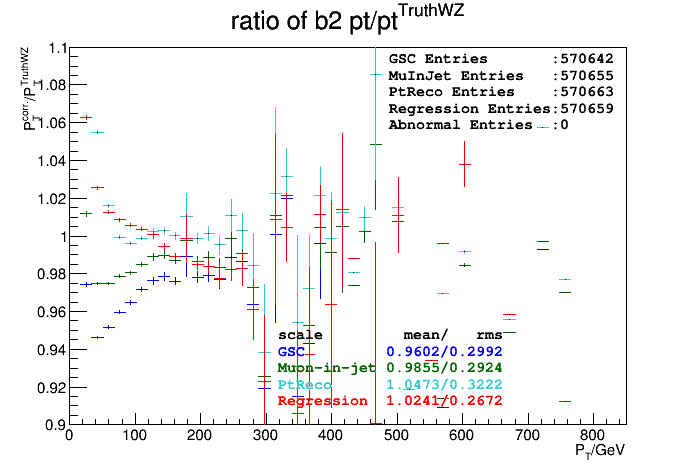 ratio of b2 pt/pt^TruthWZ
P_T^corr./P_T^TruthWZ
1.1
1.08
1.06
1.04
1.02
1
0.98
0.96
0.94
0.92
0.9
GSC Entries :570642
MuInJet Entries :570655
PtReco Entries :570663
Regression Entries:570659
Abnormal Entries :0
scale mean/ rms
GSC 0.9602/0.2992
Muon-in-jet 0.9855/0.2924
PtReco 1.0473/0.3222
Regression 1.0241/0.2672
0 100 200 300 400 500 600 700 800
P_T/GeV